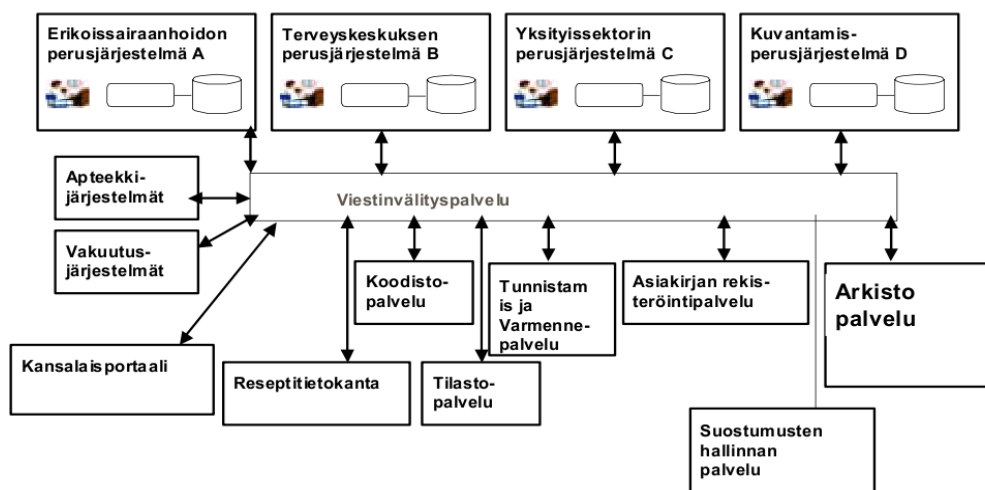 Erikoissairaanhoidon
perusjärjestelmä A
Terveyskeskuksen
perusjärjestelmä B
Yksityissektorin
perusjärjestelmä C
Kuvantamis-
perusjärjestelmä D
Apteekki-
järjestelmät
Viestinvälityspalvelu
Vakuutus-
järjestelmät
Koodisto-
palvelu
Tunnistam
is ja
Varmenne-
palvelu
Asiakirjan rekis-
teröintipalvelu
Arkisto
palvelu
Kansalaisportaali
Reseptitietokanta
Tilasto-
palvelu
Suostumusten
hallinnan
palvelu